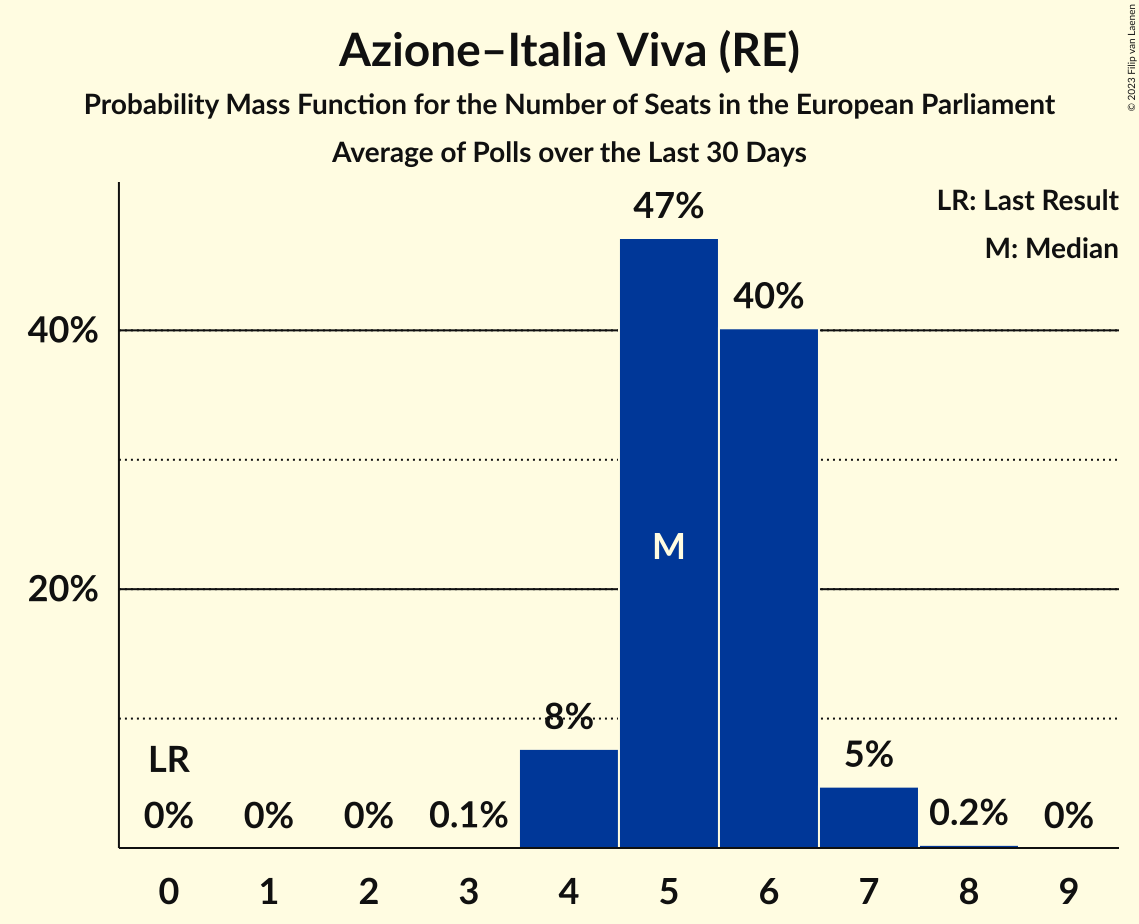 Azione–Italia Viva (RE)
Probability Mass Function for the Number of Seats in the European Parliament
Average of Polls over the Last 30 Days
© 2023 Filip van Laenen
LR: Last Result
M: Median
47%
40%
40%
M
20%
8%
LR
5%
0% 0% 0% 0.1% 0.2% 0%
0 1 2 3 4 5 6 7 8 9